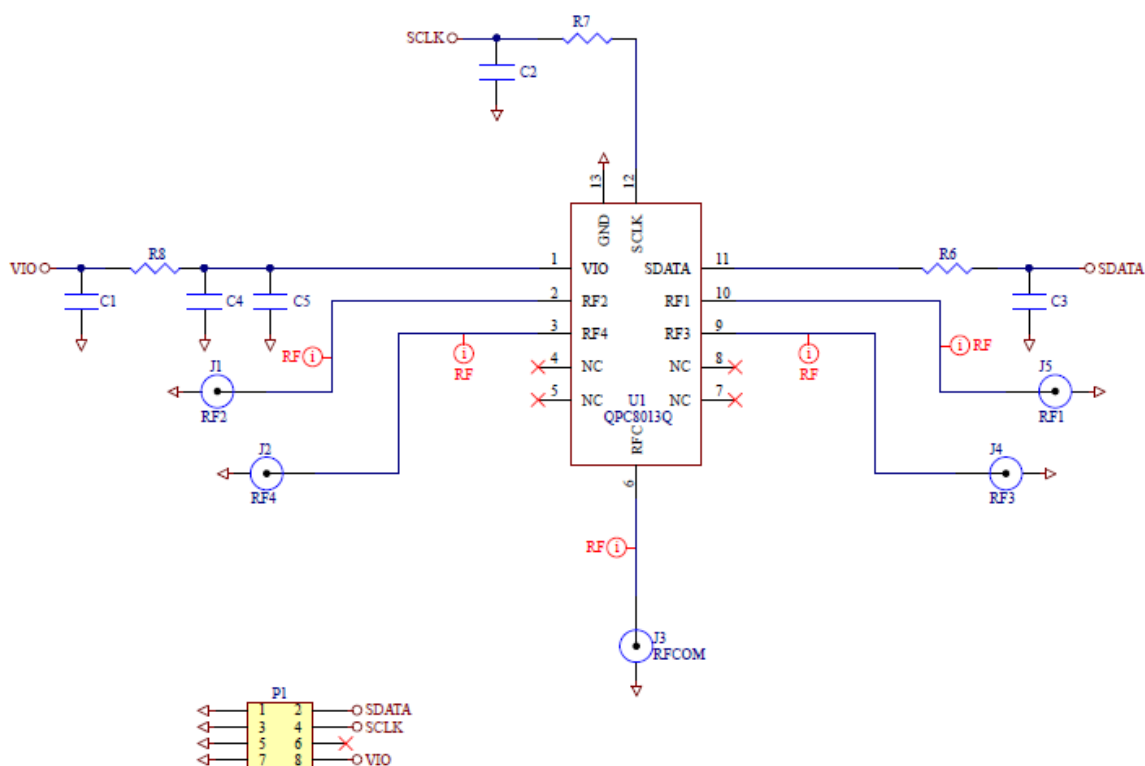 R7
SCLK
C2
13
12
GND
SCLK
R8
1
11
R6
VIO
VIO
SDATA
SDATA
C1
C4
C5
2
RF2
RF1
10
C3
3
RF4
RF3
9
RF i
i
RF
i
RF
i RF
4
NC
NC
8
J1
J5
5
NC
NC
7
U1
QPC8013Q
RF2
RF1
RFC
J2
J4
6
RF4
RF3
RF i
J3
RFCOM
P1
1 2 SDATA
3 4 SCLK
5 6
7 8 VIO